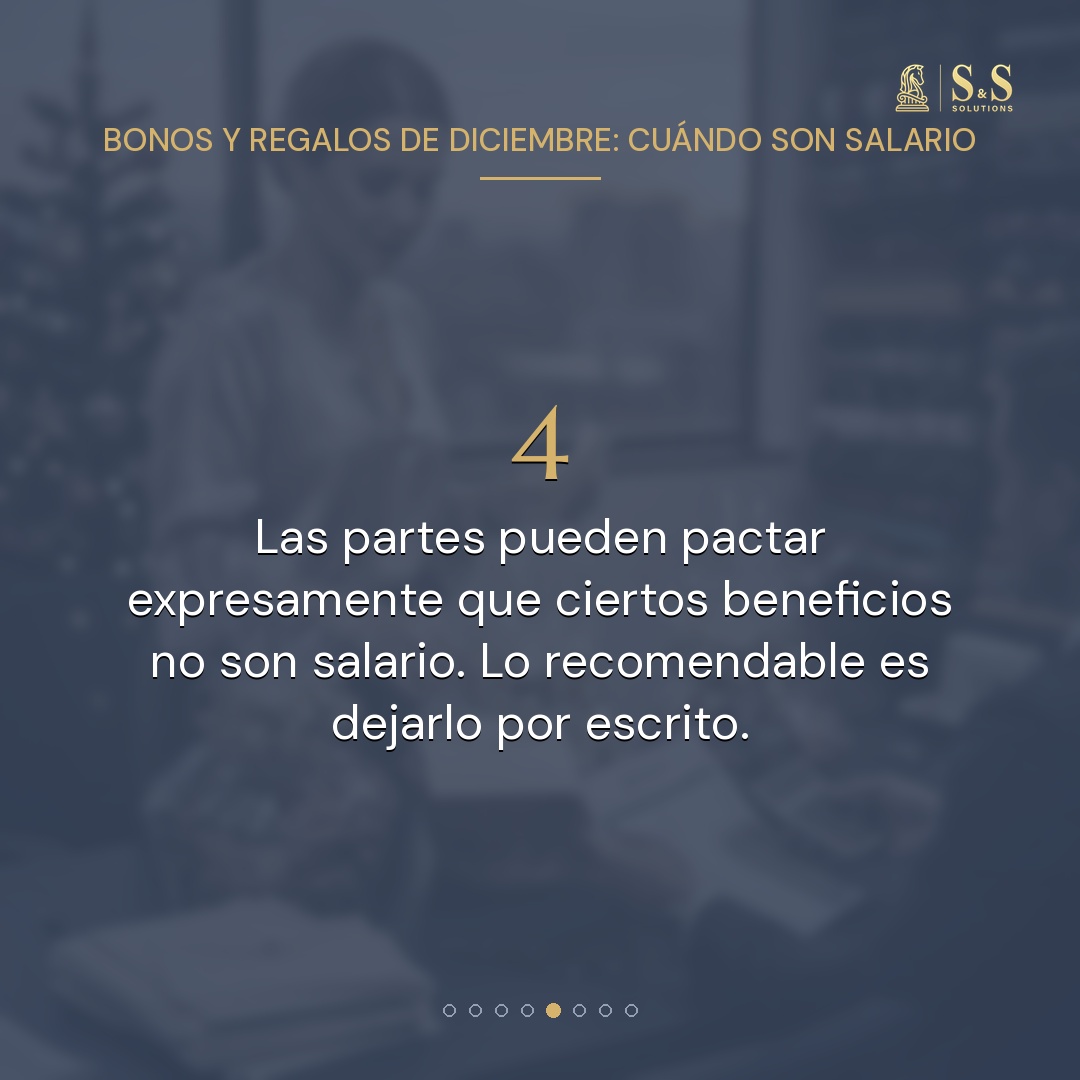 S&S
SOLUTIONS
BONOS Y REGALOS DE DICIEMBRE: CUÁNDO SON SALARIO
4
Las partes pueden pactar
expresamente que ciertos beneficios
no son salario. Lo recomendable es
dejarlo por escrito.